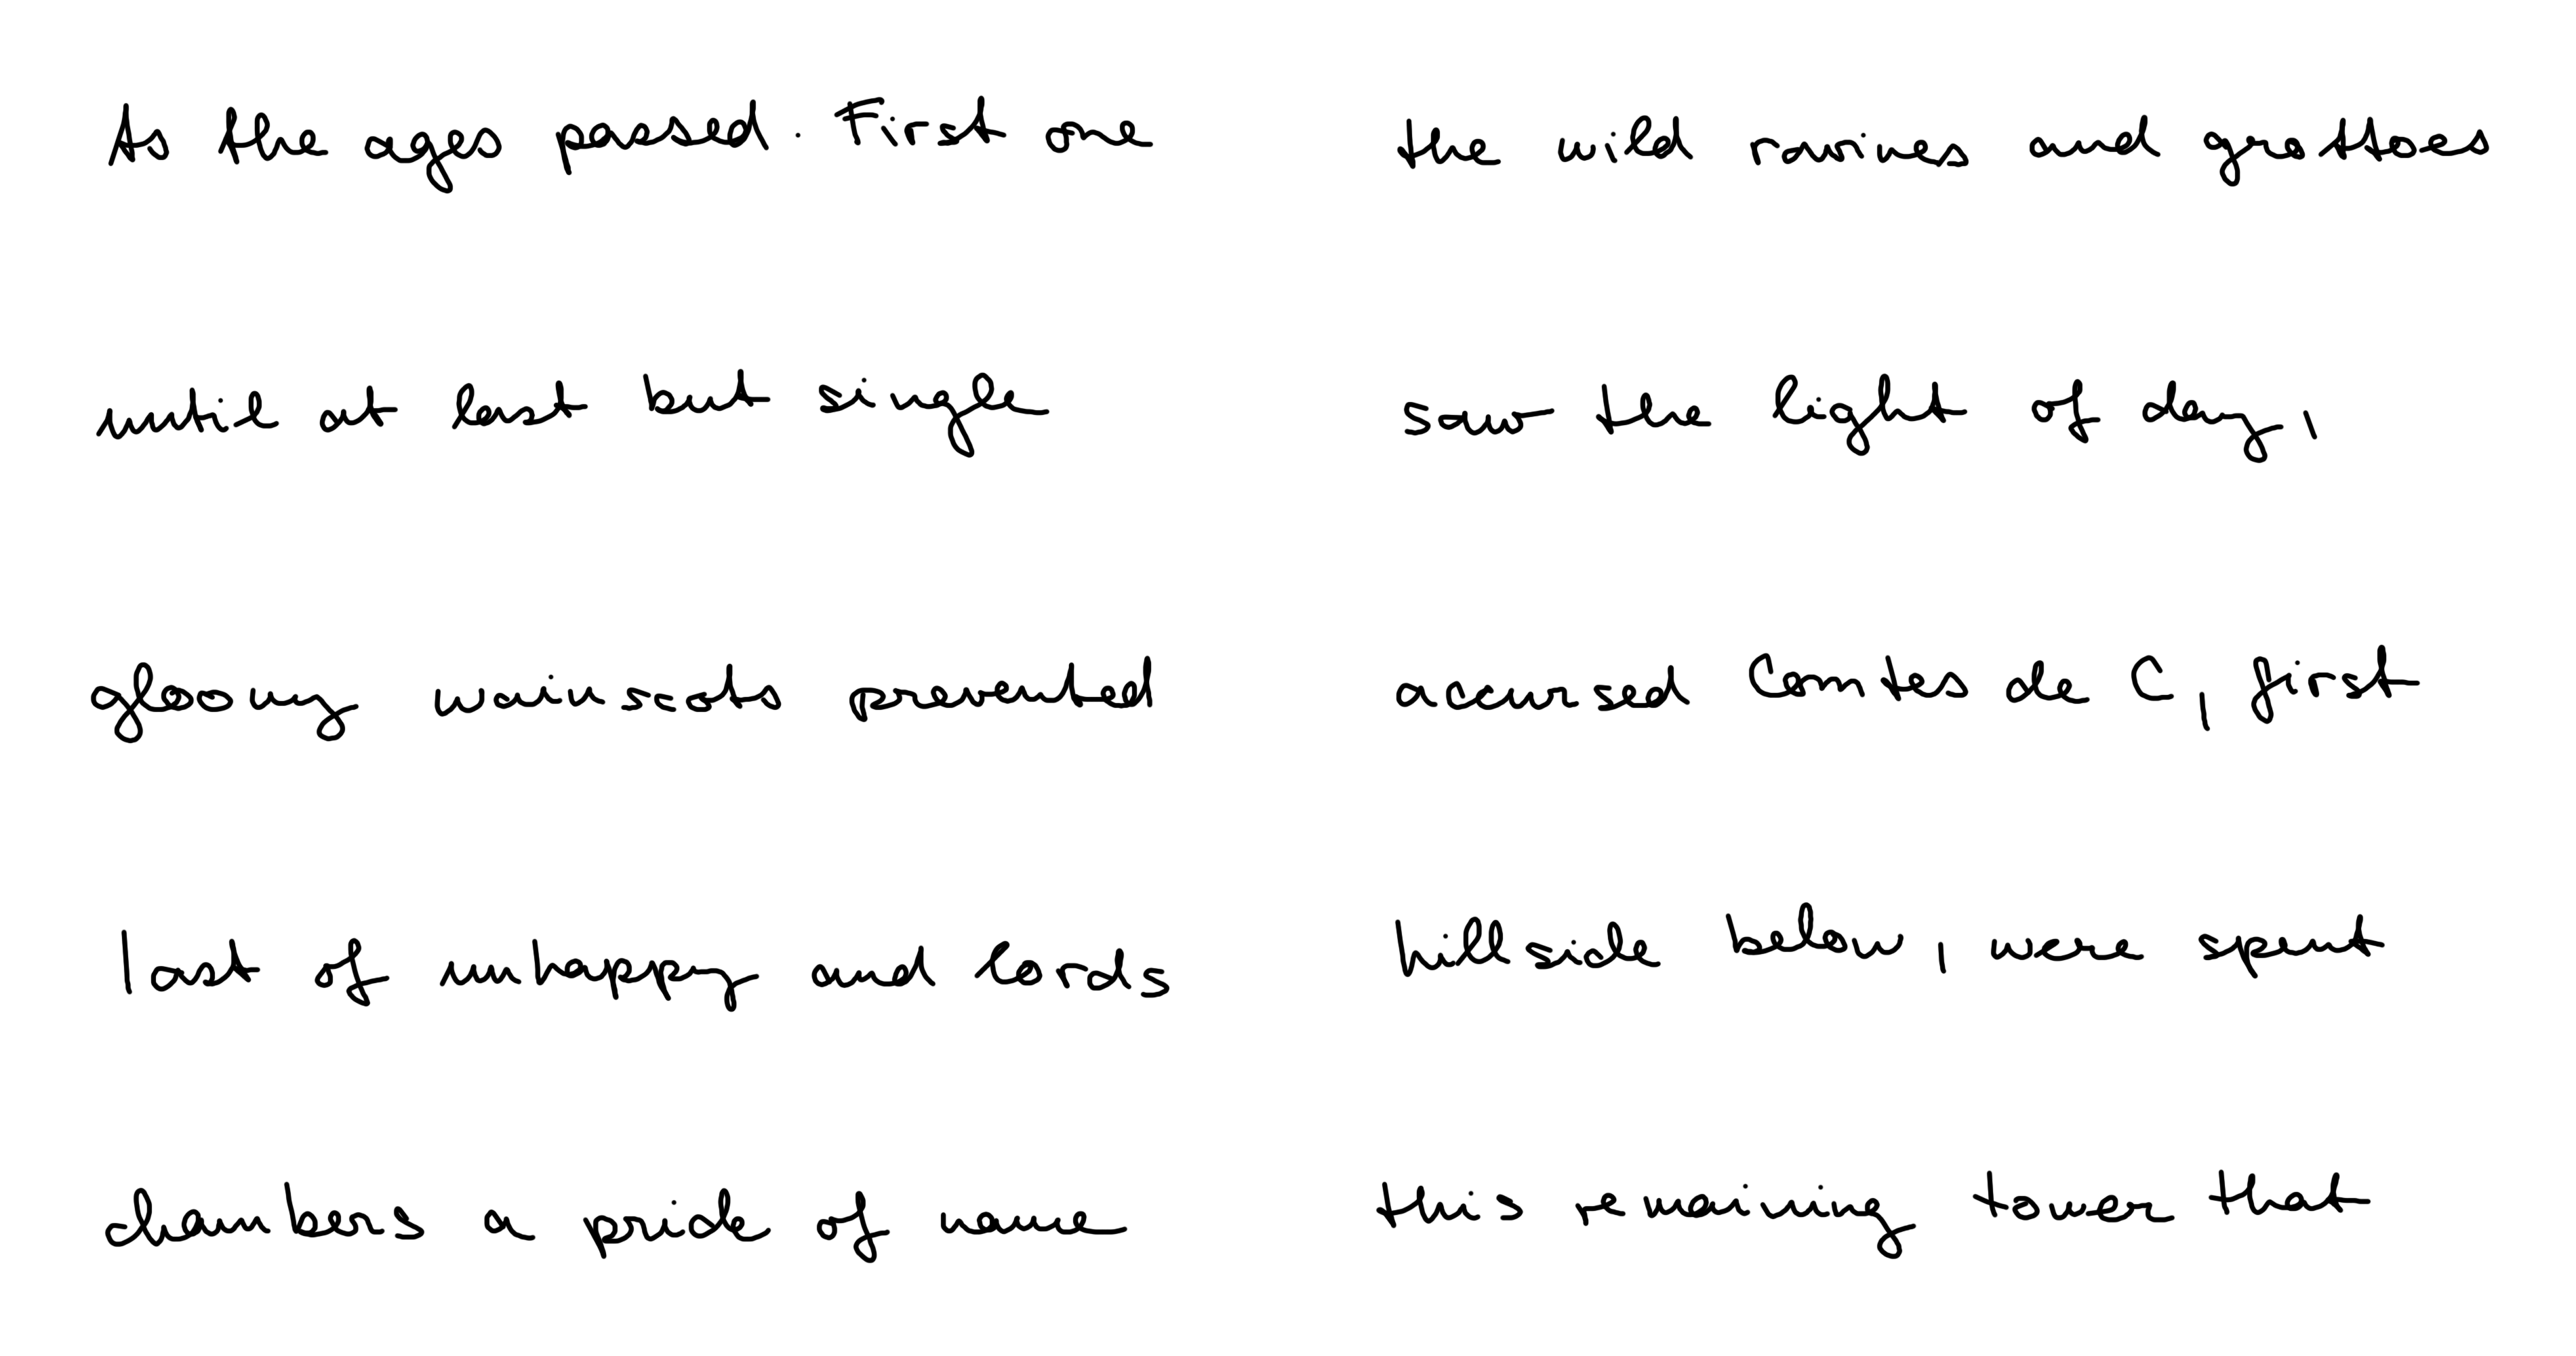 As the ages passed. First one
until at last but single
gloomy wainscots prevented
last of unhappy and lords
chambers a pride of name
the wild ravines and grottoes
saw the light of day,
accursed Comtes de C, first
hillside below, were spent
this remaining tower that